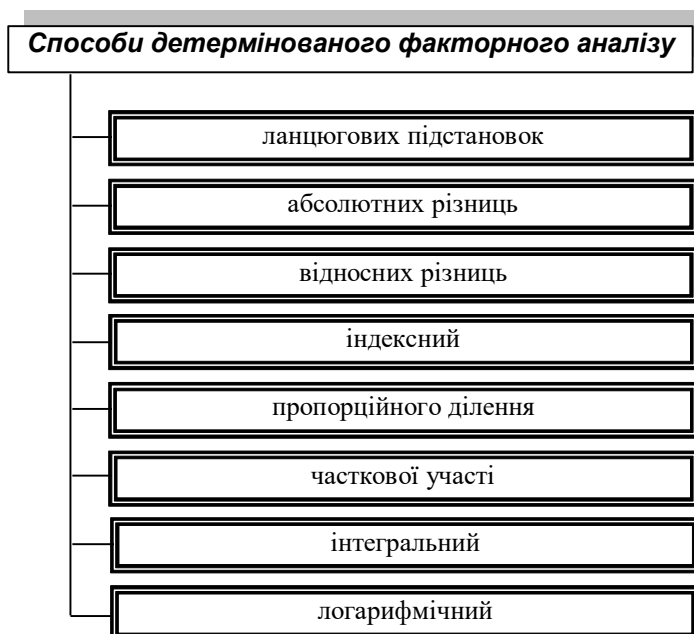 Способи детермінованого факторного аналізу
ланцюгових підстановок
абсолютних різниць
відносних різниць
індексний
пропорційного ділення
часткової участі
інтегральний
логарифмічний